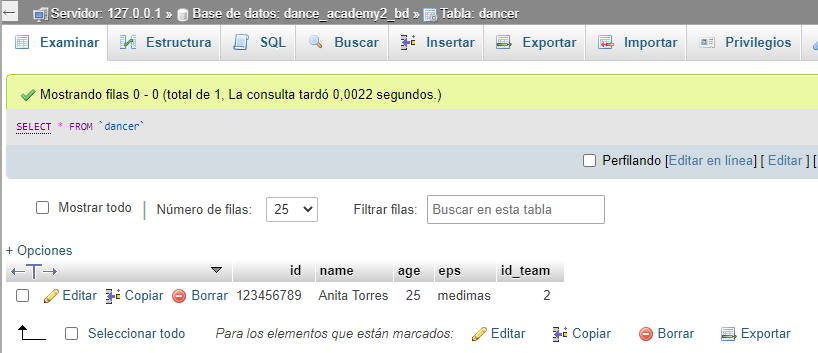 Servidor: 127.0.0.1 » Base de datos: dance_academy2_bd » Tabla: dancer
Examinar Estructura SQL Buscar Insertar Exportar Importar Privilegios
Mostrando filas 0 - 0 (total de 1, La consulta tardó 0,0022 segundos.)
SELECT * FROM `dancer`
Perfilando [Editar en línea] [ Editar ] [
Mostrar todo | Número de filas: 25 Filtrar filas: Buscar en esta tabla
+ Opciones
←T→ id name age eps id_team
Editar Copiar Borrar 123456789 Anita Torres 25 medimas 2
Seleccionar todo Para los elementos que están marcados: Editar Copiar Borrar Exportar